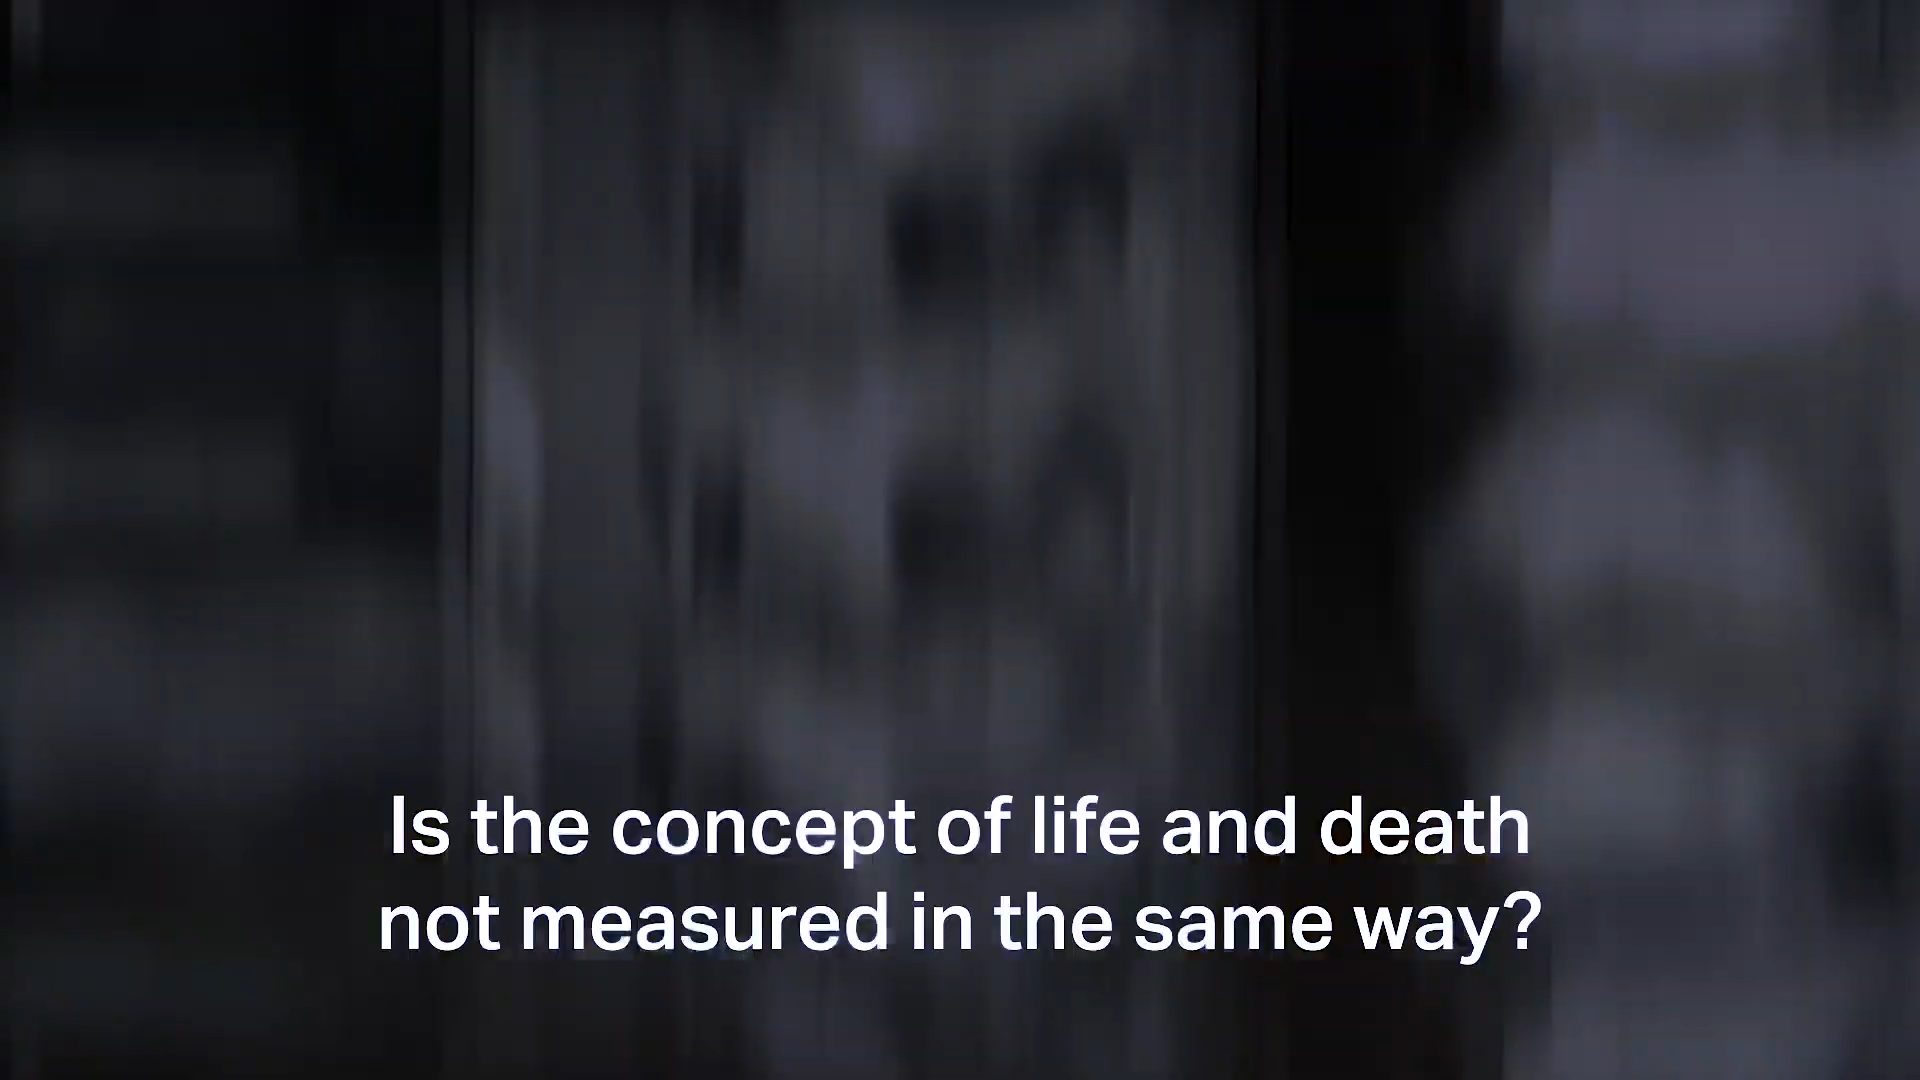 Is the concept of life and death
not measured in the same way?